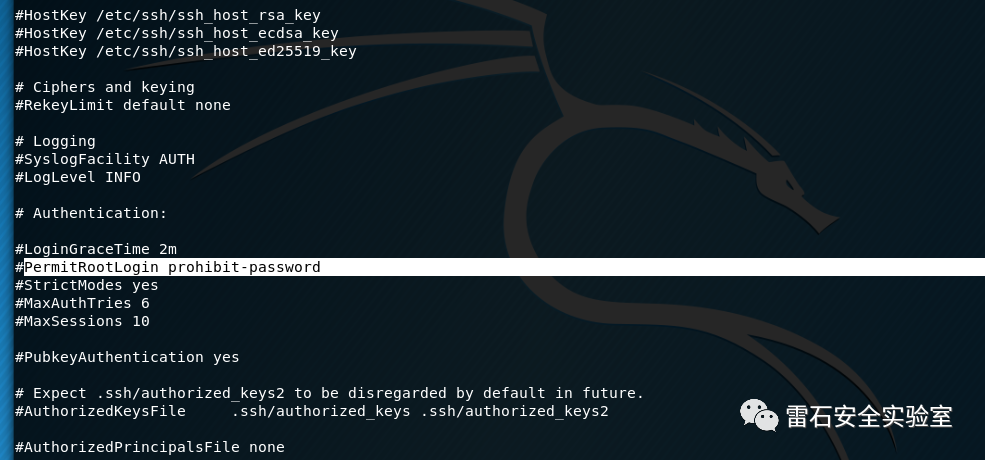 #HostKey /etc/ssh/ssh_host_rsa_key
#HostKey /etc/ssh/ssh_host_ecdsa_key
#HostKey /etc/ssh/ssh_host_ed25519_key
# Ciphers and keying
#RekeyLimit default none
# Logging
#SyslogFacility AUTH
#LogLevel INFO
# Authentication:
#LoginGraceTime 2m
#PermitRootLogin prohibit-password
#StrictModes yes
#MaxAuthTries 6
#MaxSessions 10
#PubkeyAuthentication yes
# Expect .ssh/authorized_keys2 to be disregarded by default in future.
#AuthorizedKeysFile     .ssh/authorized_keys .ssh/authorized_keys2
#AuthorizedPrincipalsFile none
雷石安全实验室